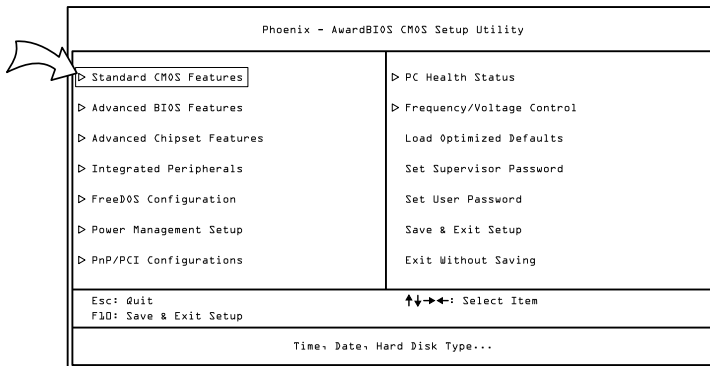 Phoenix - AwardBIOS CMOS Setup Utility
▷ Standard CMOS Features
▷ Advanced BIOS Features
▷ Advanced Chipset Features
▷ Integrated Peripherals
▷ FreeDOS Configuration
▷ Power Management Setup
▷ PnP/PCI Configurations
▷ PC Health Status
▷ Frequency/Voltage Control
Load Optimized Defaults
Set Supervisor Password
Set User Password
Save & Exit Setup
Exit Without Saving
Esc: Quit
F10: Save & Exit Setup
↑↓→←: Select Item
Time, Date, Hard Disk Type...